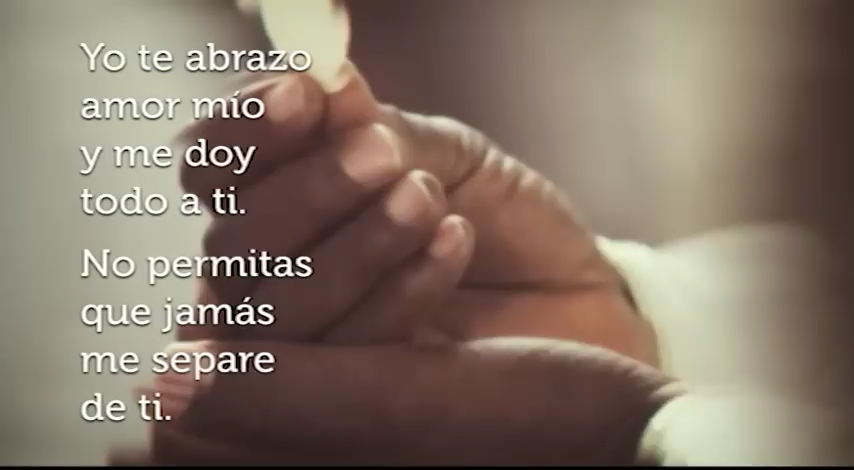 Yo te abrazo
amor mío
y me doy
todo a ti.
No permitas
que jamás
me separe
de ti.